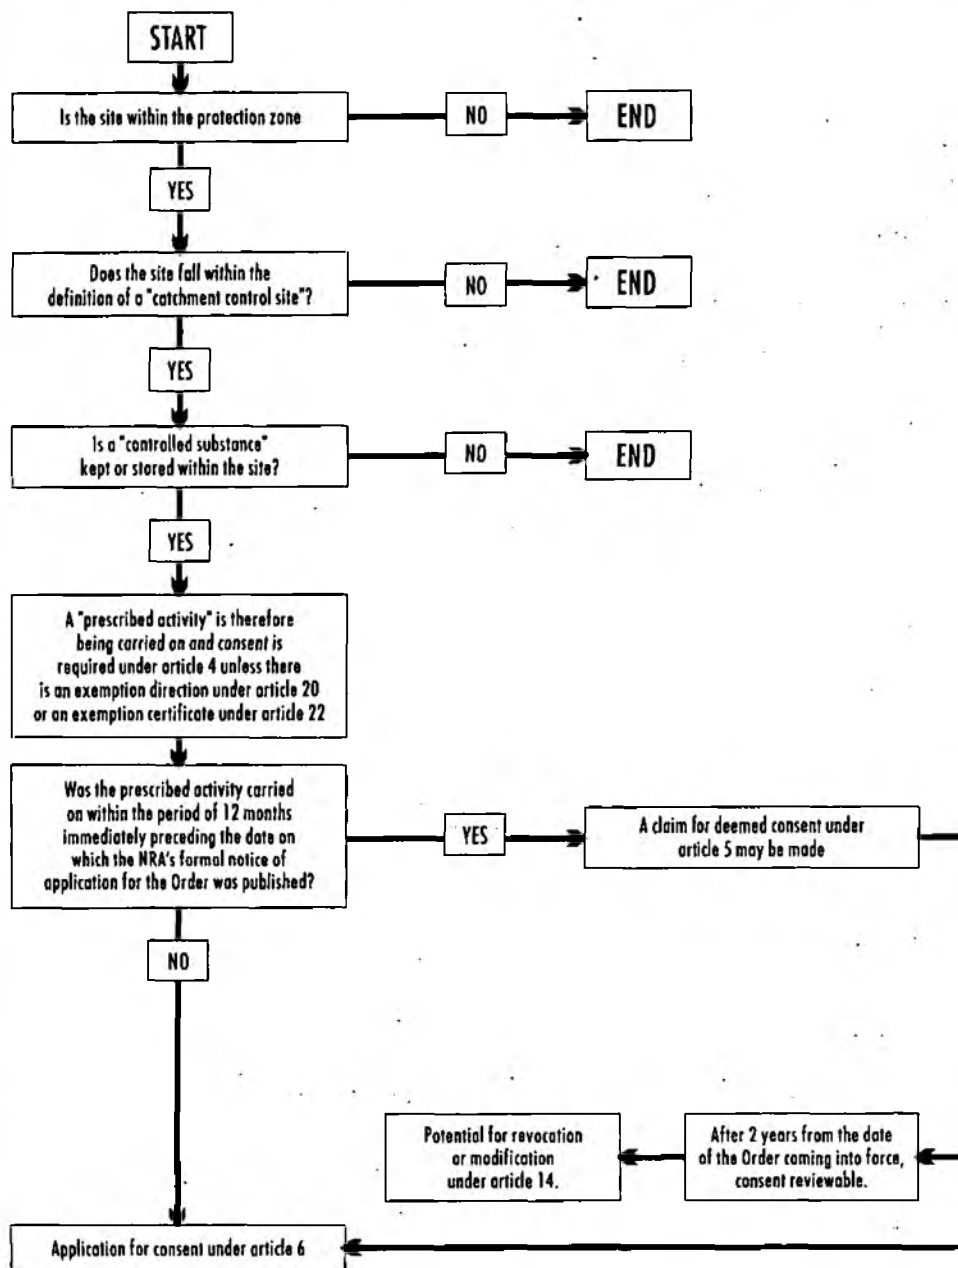 START
Is the site within the protection zone
NO
END
YES
Does the site fall within the
definition of a "catchment control site"?
NO
END
YES
Is a "controlled substance"
kept or stored within the site?
NO
END
YES
A "prescribed activity" is therefore
being carried on and consent is
required under article 4 unless there
is an exemption direction under article 20
or an exemption certificate under article 22
Was the prescribed activity carried
on within the period of 12 months
immediately preceding the date on
which the NRA's formal notice of
application for the Order was published?
YES
A claim for deemed consent under
article 5 may be made
NO
Potential for revocation
or modification
under article 14.
After 2 years from the date
of the Order coming into force,
consent reviewable.
Application for consent under article 6